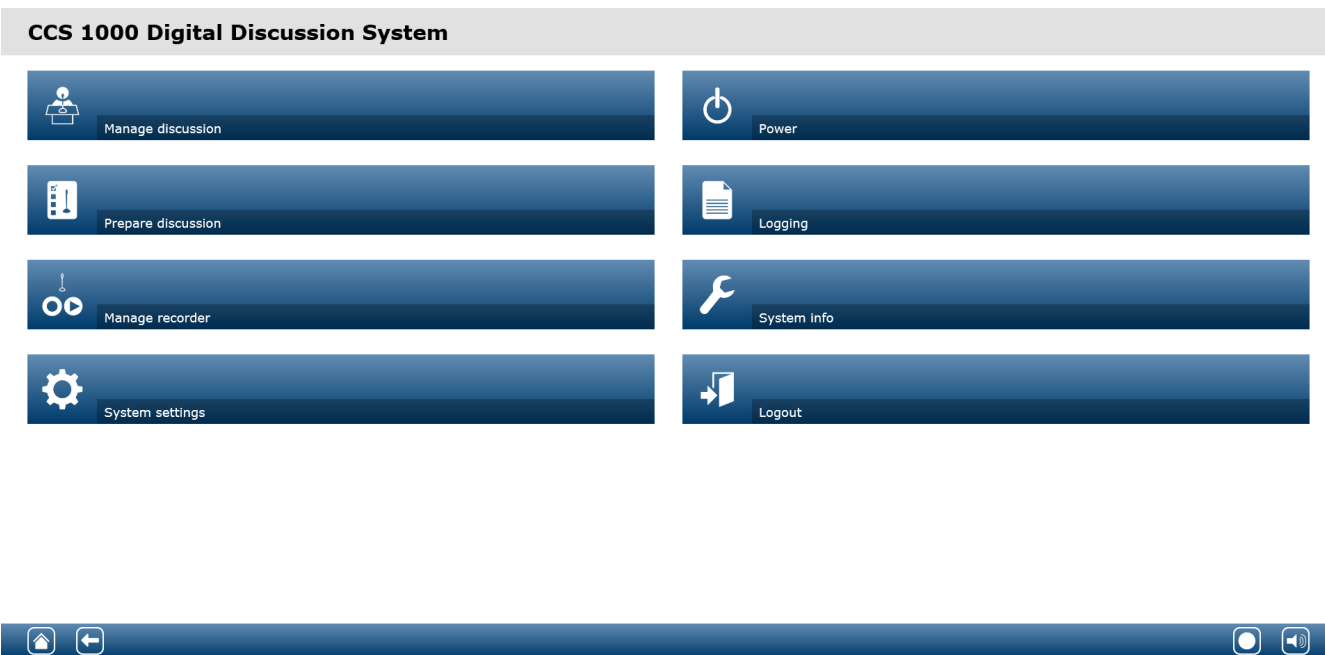 CCS 1000 Digital Discussion System
Manage discussion
Power
Prepare discussion
Logging
Manage recorder
System info
System settings
Logout